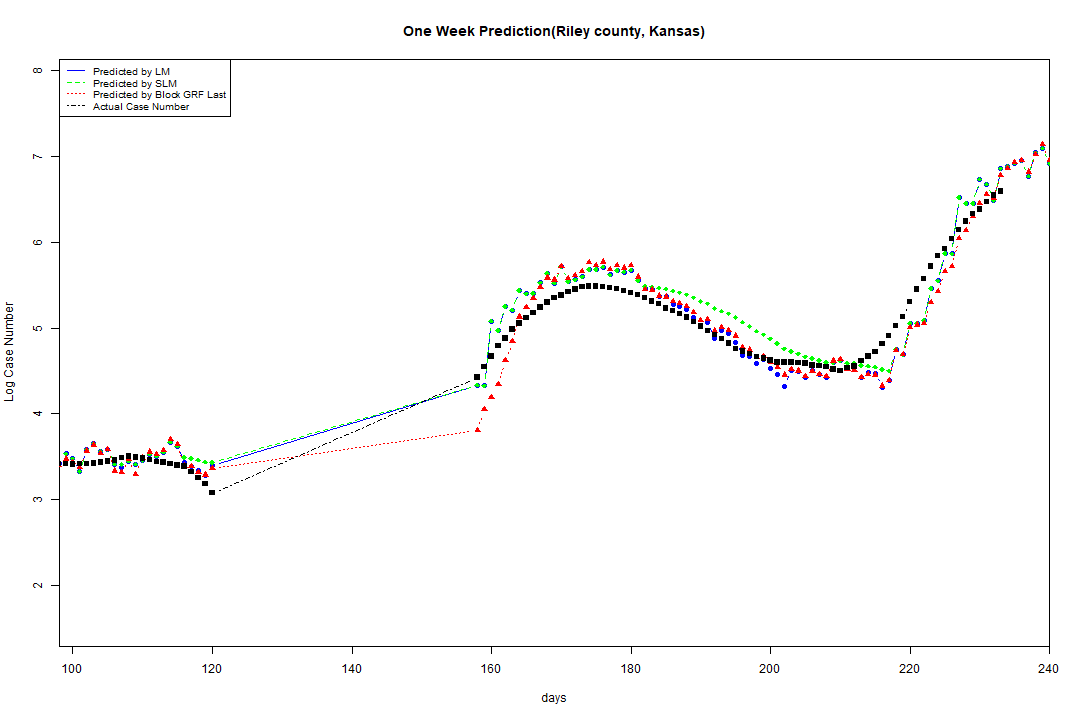 One Week Prediction(Riley county, Kansas)
Predicted by LM
Predicted by SLM
Predicted by Block GRF Last
Actual Case Number
8
7
6
5
4
3
2
Log Case Number
100 120 140 160 180 200 220 240
days